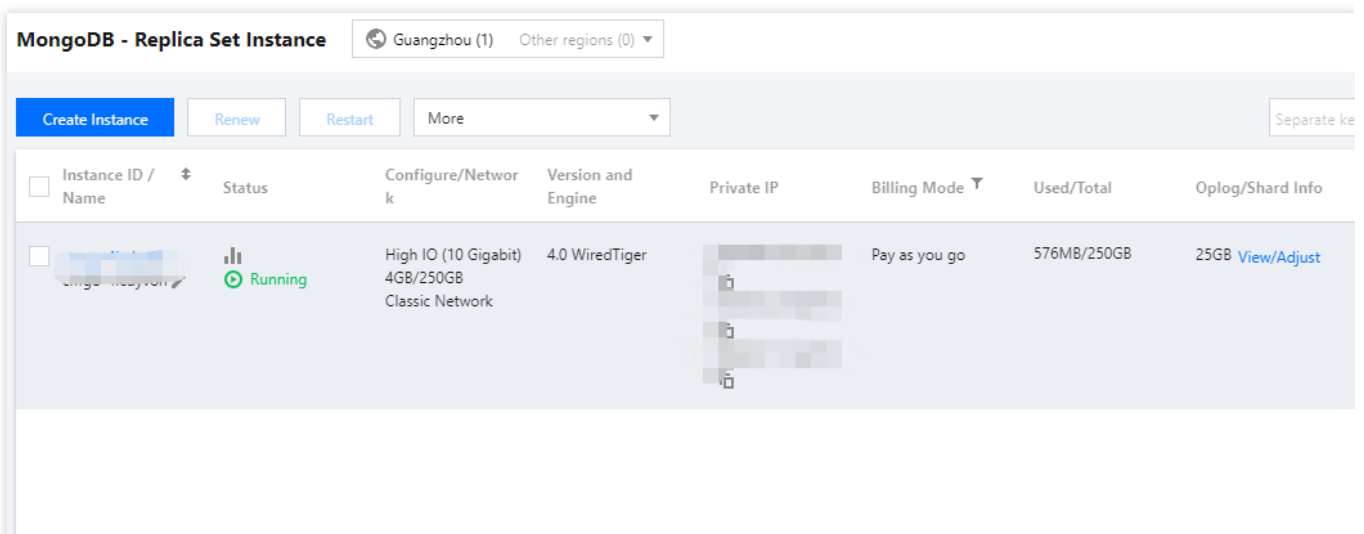 MongoDB - Replica Set Instance
Guangzhou (1) Other regions (0)
Create Instance Renew Restart More Separate ke
Instance ID / Name
Status
Configure/Networ
k
Version and Engine
Private IP
Billing Mode
Used/Total
Oplog/Shard Info
Running
High IO (10 Gigabit)
4GB/250GB
Classic Network
4.0 WiredTiger
Pay as you go
576MB/250GB
25GB View/Adjust